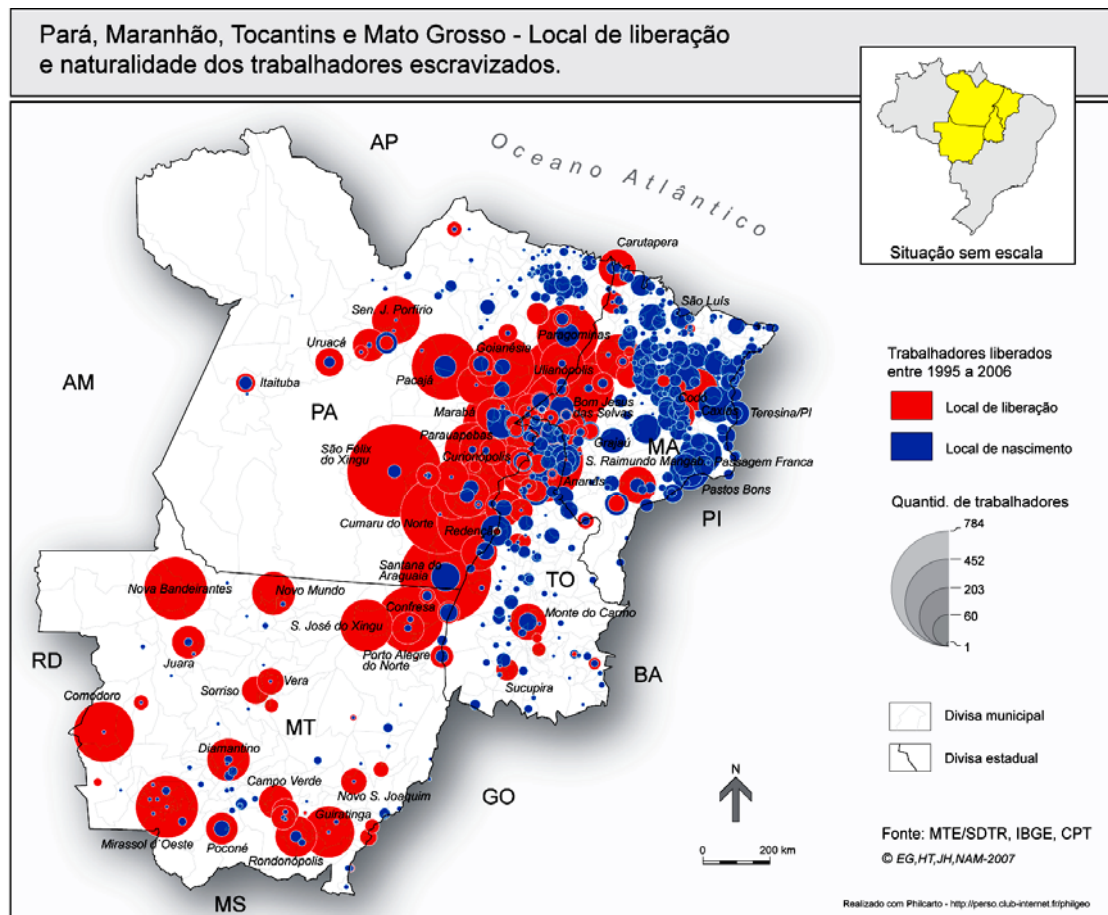 Pará, Maranhão, Tocantins e Mato Grosso - Local de liberação
e naturalidade dos trabalhadores escravizados.
Situação sem escala
AP
Oceano Atlântico
Carutapera
São Luís
Sen. J. Porfírio
Uruacá
Paragominas
Goianésia
Ulianópolis
Itaituba
Pacajá
AM
PA
Marabá
Bom Jesus
das Selvas
Codó
Caxias
Teresina/PI
Parauapebas
Curionópolis
Grajaú
MA
São Félix
do Xingu
S. Raimundo Mangab.
Passagem Franca
Ananás
Pastos Bons
PI
Cumaru do Norte
Redenção
Santana do
Araguaia
TO
Nova Bandeirantes
Novo Mundo
Confresa
S. José do Xingu
Monte do Carmo
Porto Alegre
do Norte
Juara
RD
BA
Sucupira
Vera
Sorriso
Comodoro
MT
Diamantino
Campo Verde
Novo S. Joaquim
GO
Guiratinga
Mirassol d'Oeste
Poconé
Rondonópolis
MS
Trabalhadores liberados
entre 1995 a 2006
Local de liberação
Local de nascimento
Quantid. de trabalhadores
784
452
203
60
1
Divisa municipal
Divisa estadual
N
0 200 km
Fonte: MTE/SDTR, IBGE, CPT
© EG,HT,JH,NAM-2007
Realizado com Philcarto - http://perso.club-internet.fr/philgeo